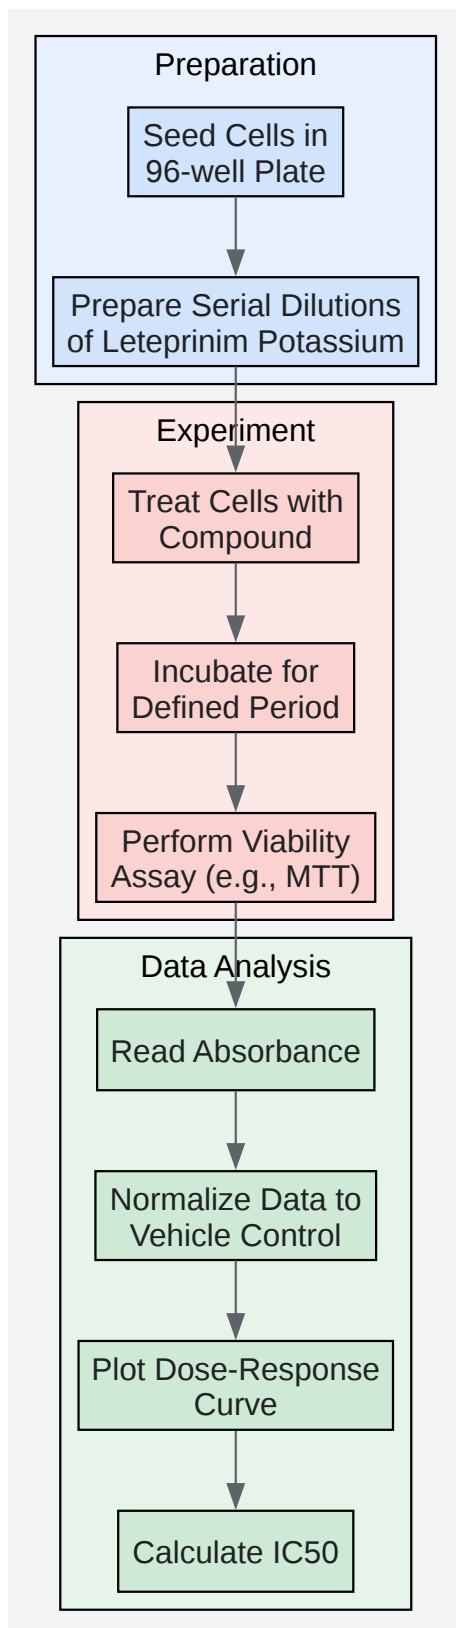 Preparation
Seed Cells in
96-well Plate
Prepare Serial Dilutions
of Leteprinim Potassium
Experiment
Treat Cells with
Compound
Incubate for
Defined Period
Perform Viability
Assay (e.g., MTT)
Data Analysis
Read Absorbance
Normalize Data to
Vehicle Control
Plot Dose-Response
Curve
Calculate IC50